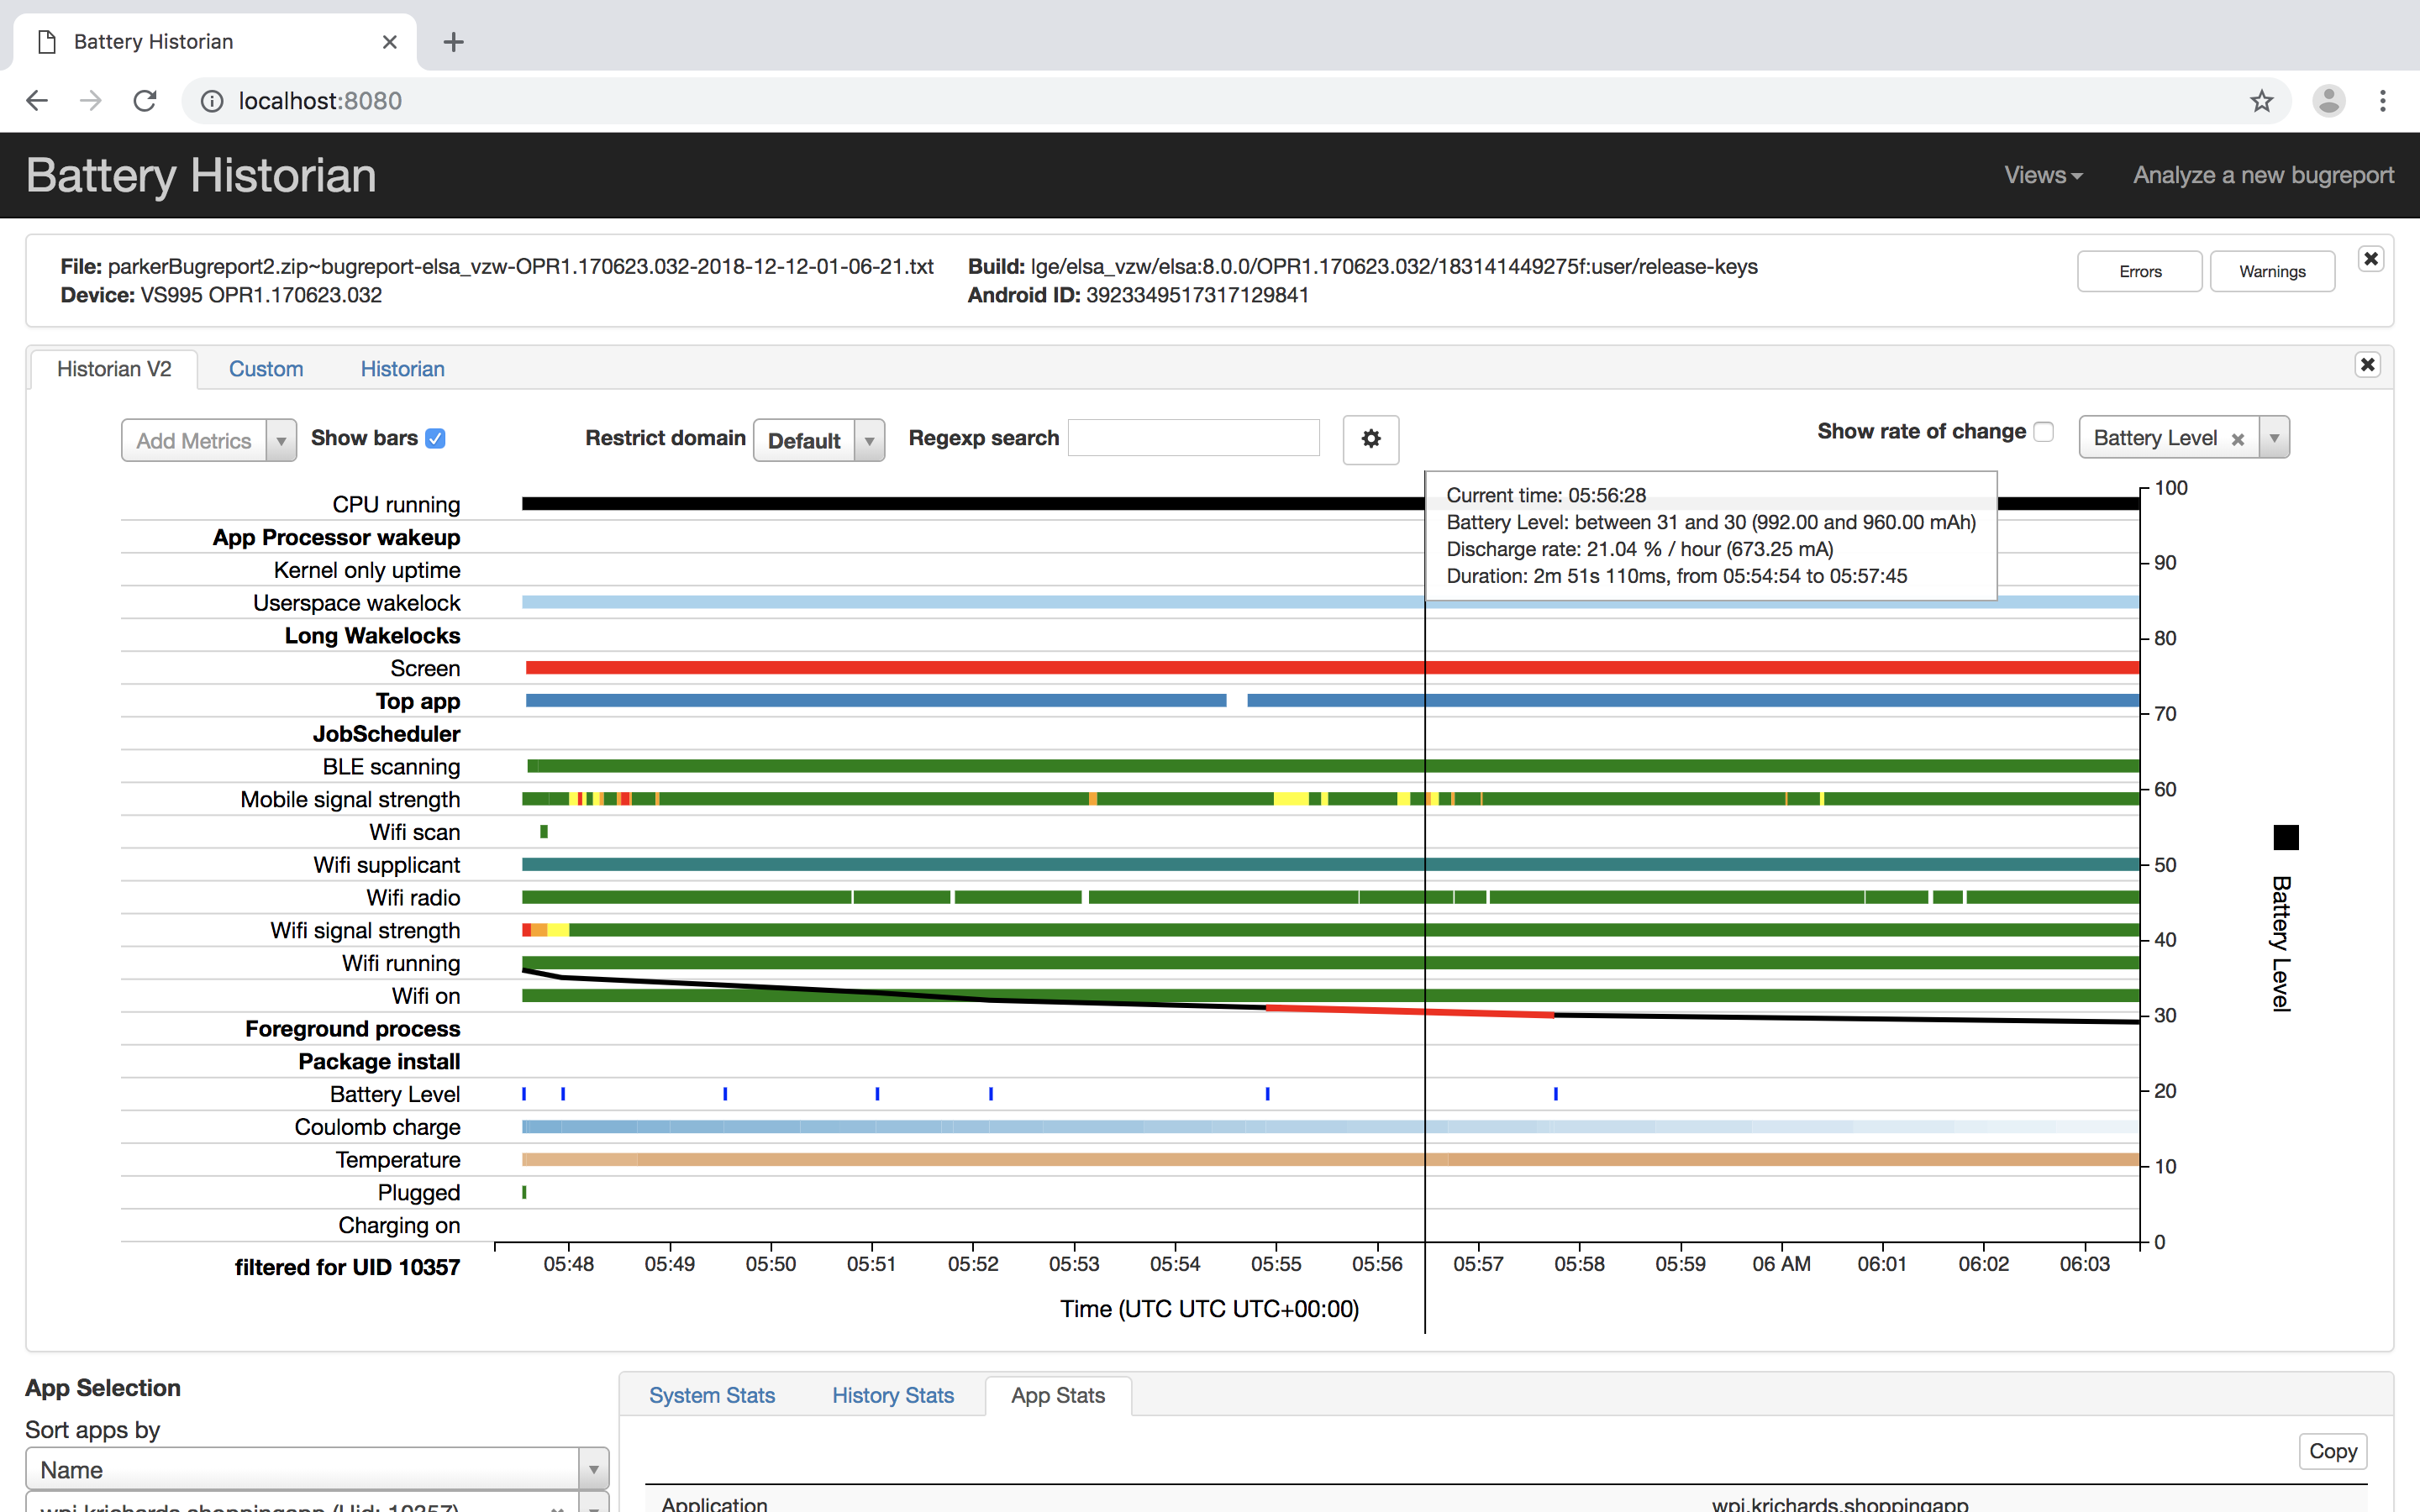 Battery Historian
localhost:8080
Battery Historian
Views
Analyze a new bugreport
File: parkerBugreport2.zip~bugreport-elsa_vzw-OPR1.170623.032-2018-12-12-01-06-21.txt
Build: lge/elsa_vzw/elsa:8.0.0/OPR1.170623.032/183141449275f:user/release-keys
Device: VS995 OPR1.170623.032
Android ID: 3923349517317129841
Errors
Warnings
Historian V2
Custom
Historian
Add Metrics
Show bars
Restrict domain
Default
Regexp search
Show rate of change
Battery Level
Current time: 05:56:28
Battery Level: between 31 and 30 (992.00 and 960.00 mAh)
Discharge rate: 21.04 % / hour (673.25 mA)
Duration: 2m 51s 110ms, from 05:54:54 to 05:57:45
CPU running
App Processor wakeup
Kernel only uptime
Userspace wakelock
Long Wakelocks
Screen
Top app
JobScheduler
BLE scanning
Mobile signal strength
Wifi scan
Wifi supplicant
Wifi radio
Wifi signal strength
Wifi running
Wifi on
Foreground process
Package install
Battery Level
Coulomb charge
Temperature
Plugged
Charging on
filtered for UID 10357
100
90
80
70
60
50
40
30
20
10
0
Battery Level
05:48
05:49
05:50
05:51
05:52
05:53
05:54
05:55
05:56
05:57
05:58
05:59
06 AM
06:01
06:02
06:03
Time (UTC UTC UTC+00:00)
App Selection
Sort apps by
Name
wpi.krichards.shoppingapp (Uid: 10357)
System Stats
History Stats
App Stats
Copy
Application
wpi.krichards.shoppingapp